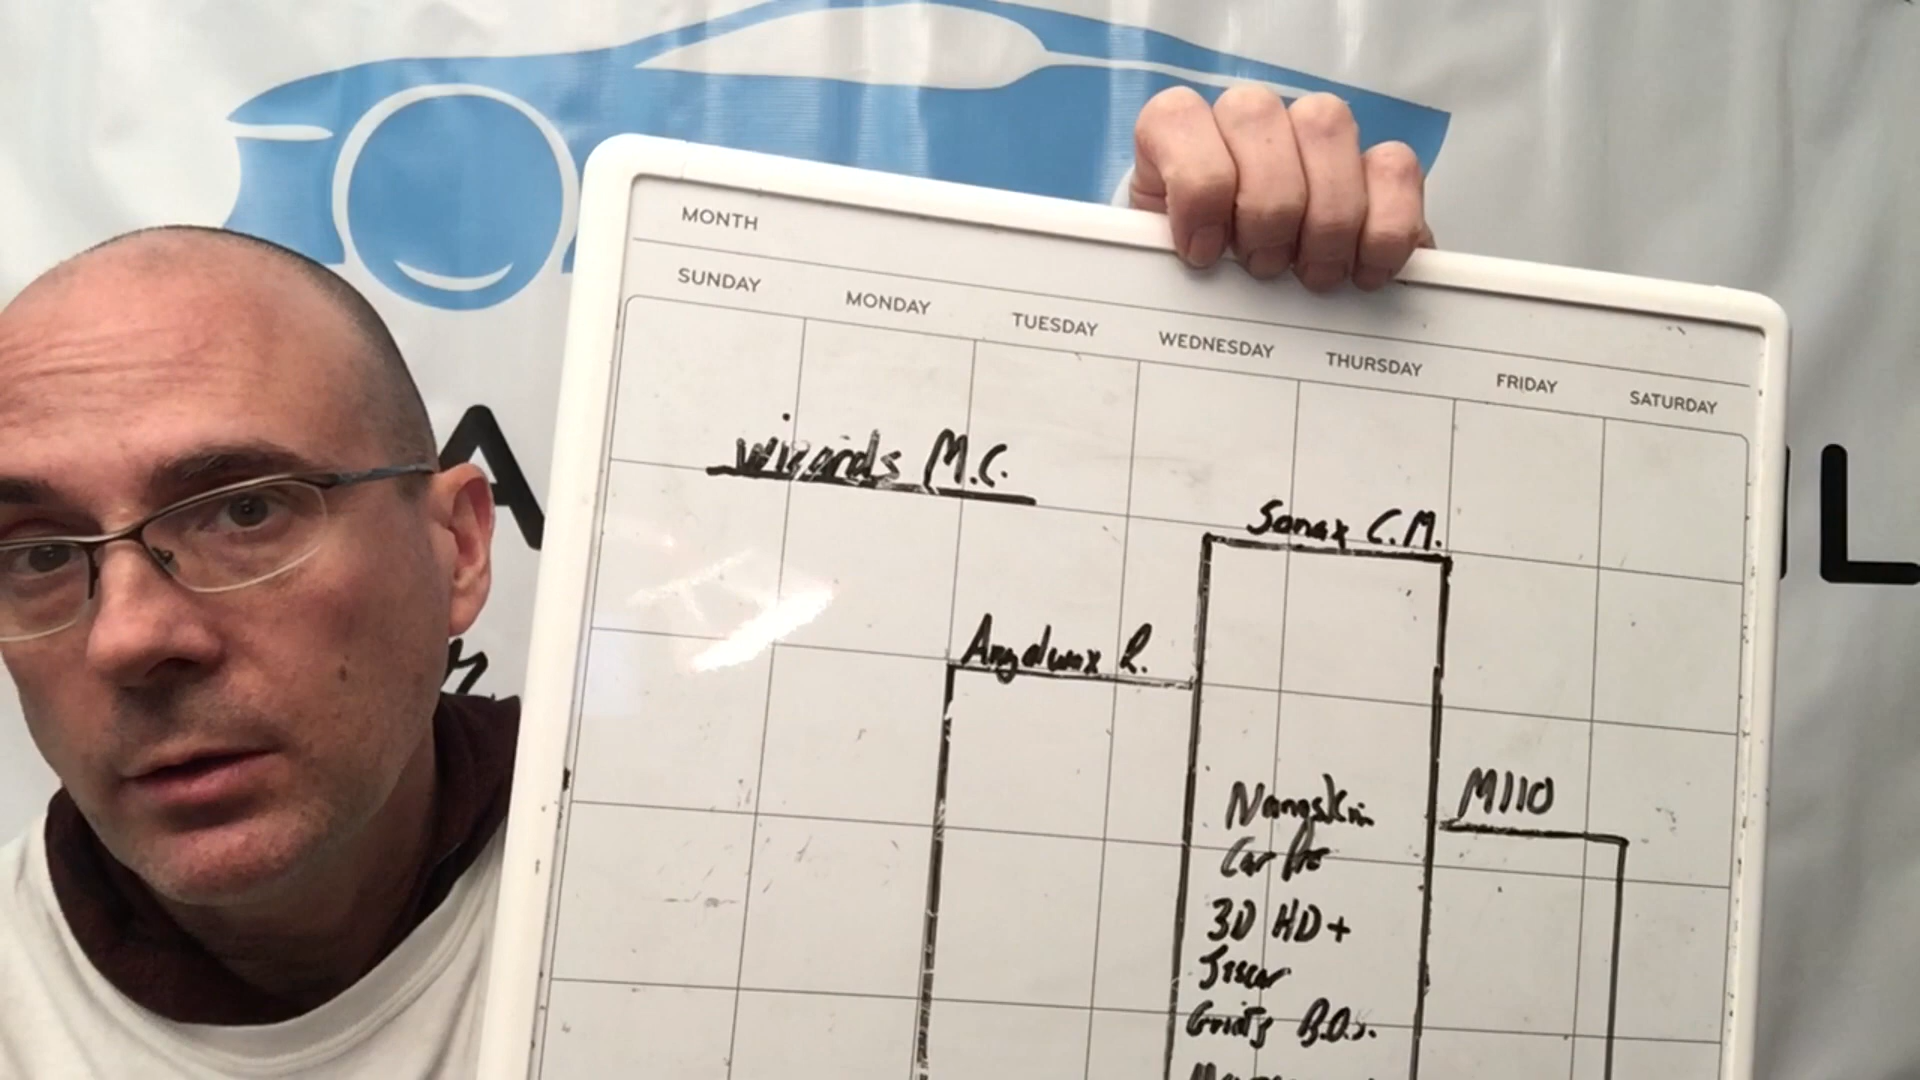 MONTH
SUNDAY MONDAY TUESDAY WEDNESDAY THURSDAY FRIDAY SATURDAY
Wizards M.C.
Sonax C.M.
Angelwax R.
M110
Nanoskin
Car Pro
3D HD+
Jescar
A
L